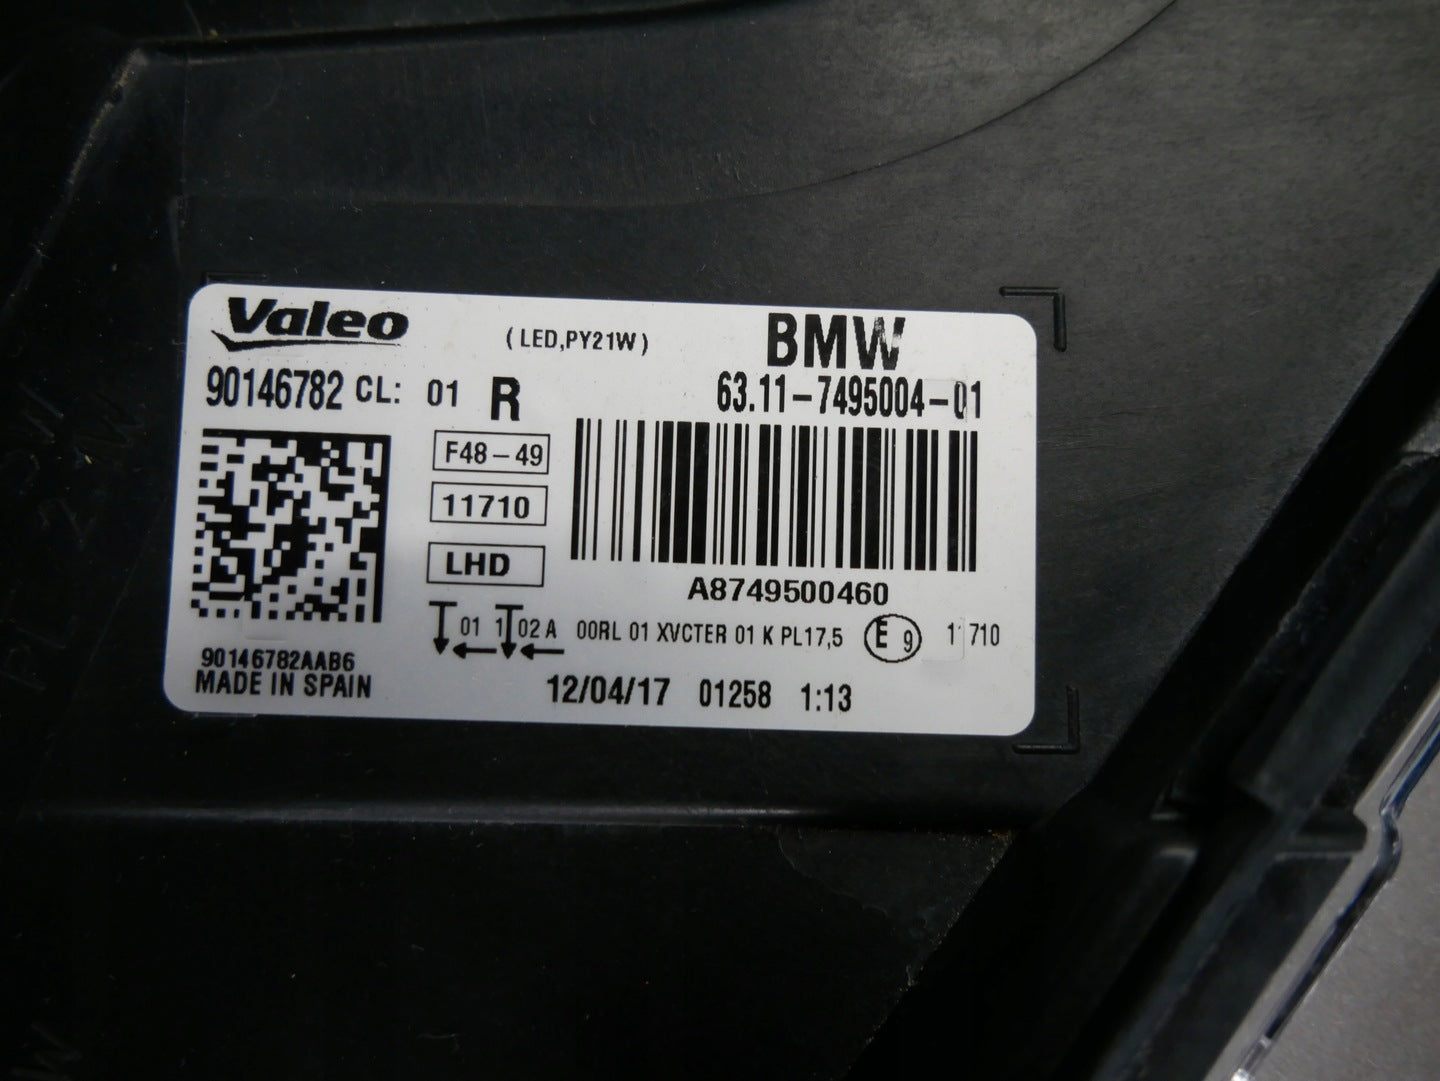 Valeo
(LED,PY21W)
BMW
90146782 CL: 01 R
63.11-7495004-01
F48-49
11710
LHD
A8749500460
01 1 02 A 00RL 01 XVCTER 01 K PL17,5 E 9 11710
90146782AAB6
MADE IN SPAIN
12/04/17 01258 1:13